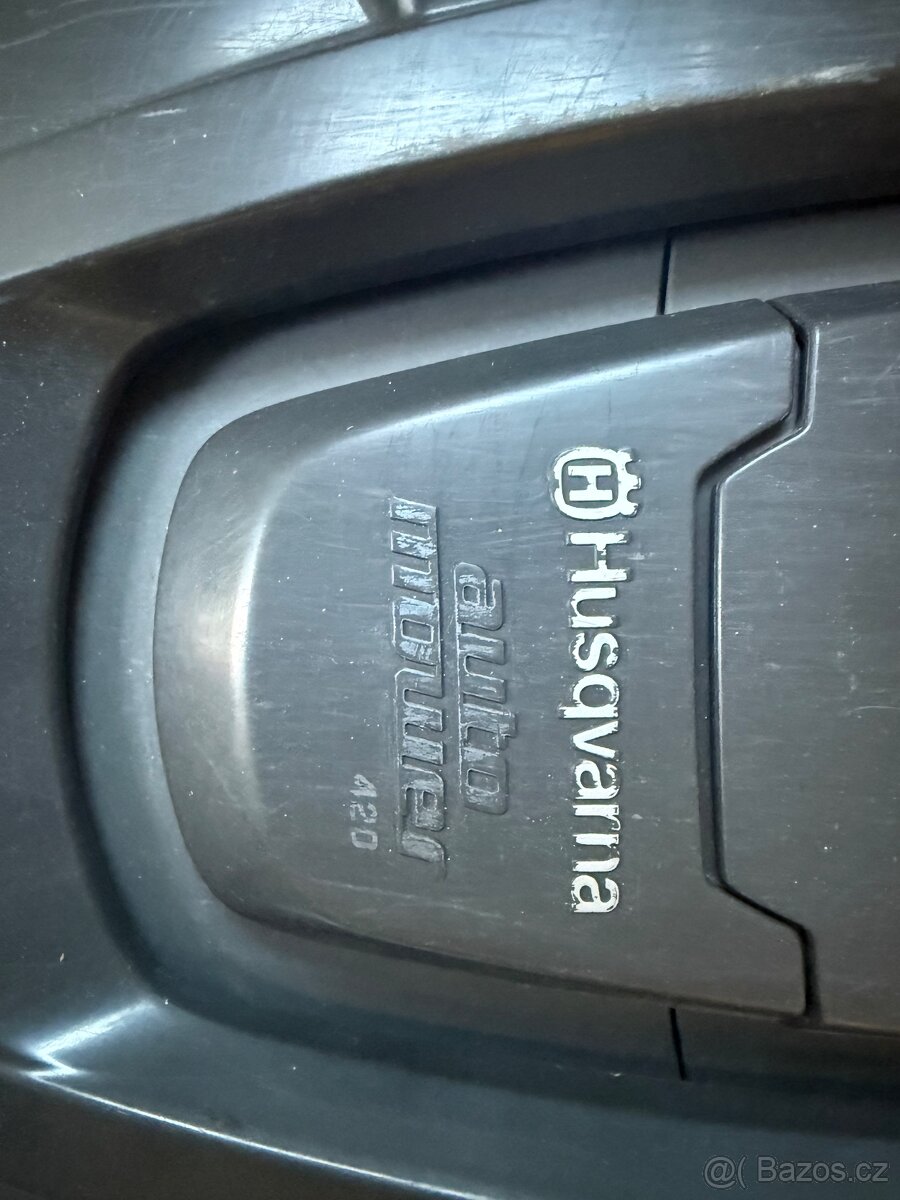 H Husqvarna
auto
mower
420
@( Bazos.cz